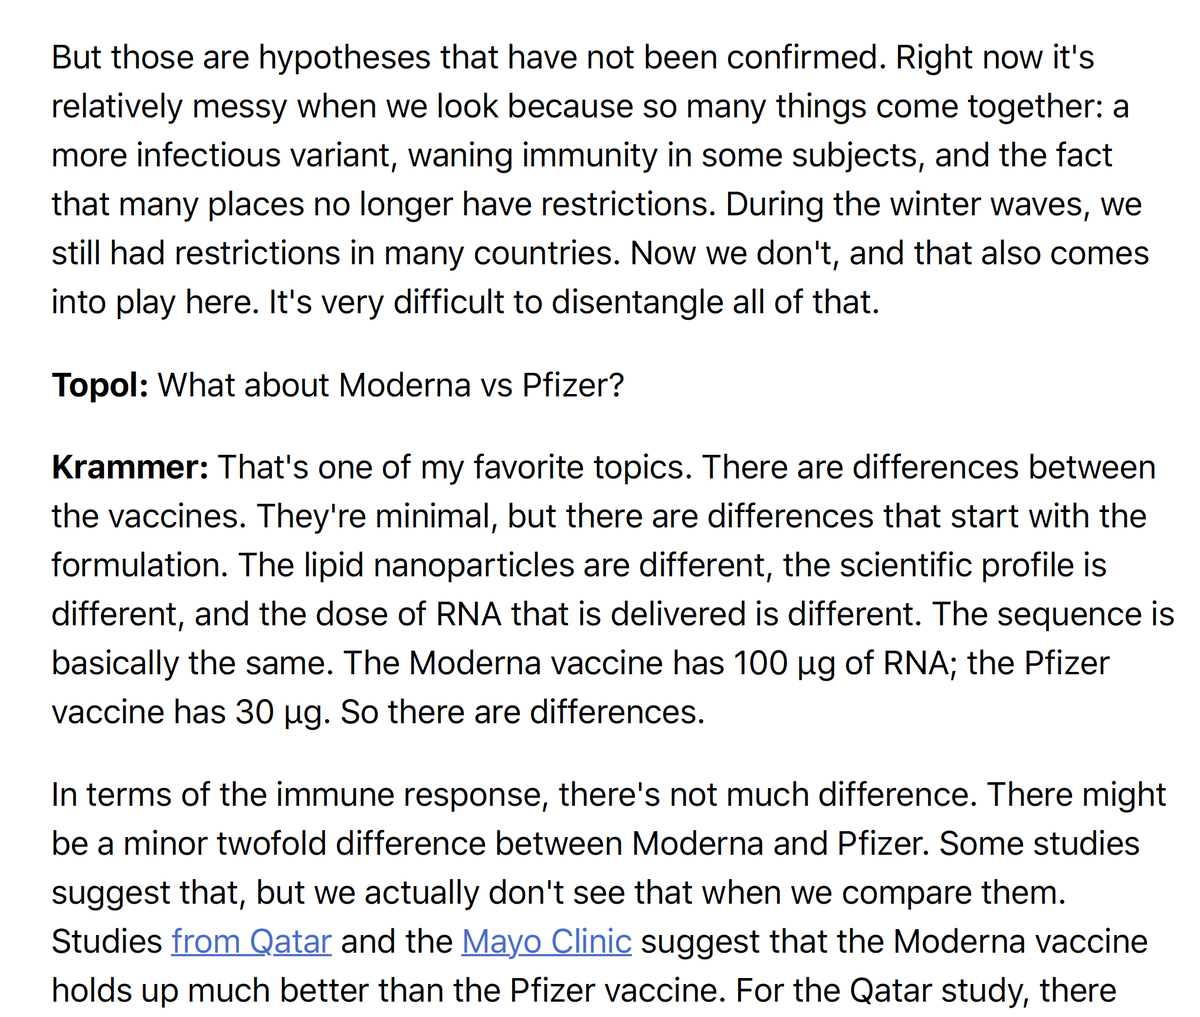 But those are hypotheses that have not been confirmed. Right now it's
relatively messy when we look because so many things come together: a
more infectious variant, waning immunity in some subjects, and the fact
that many places no longer have restrictions. During the winter waves, we
still had restrictions in many countries. Now we don't, and that also comes
into play here. It's very difficult to disentangle all of that.
Topol: What about Moderna vs Pfizer?
Krammer: That's one of my favorite topics. There are differences between
the vaccines. They're minimal, but there are differences that start with the
formulation. The lipid nanoparticles are different, the scientific profile is
different, and the dose of RNA that is delivered is different. The sequence is
basically the same. The Moderna vaccine has 100 µg of RNA; the Pfizer
vaccine has 30 µg. So there are differences.
In terms of the immune response, there's not much difference. There might
be a minor twofold difference between Moderna and Pfizer. Some studies
suggest that, but we actually don't see that when we compare them.
Studies from Qatar and the Mayo Clinic suggest that the Moderna vaccine
holds up much better than the Pfizer vaccine. For the Qatar study, there